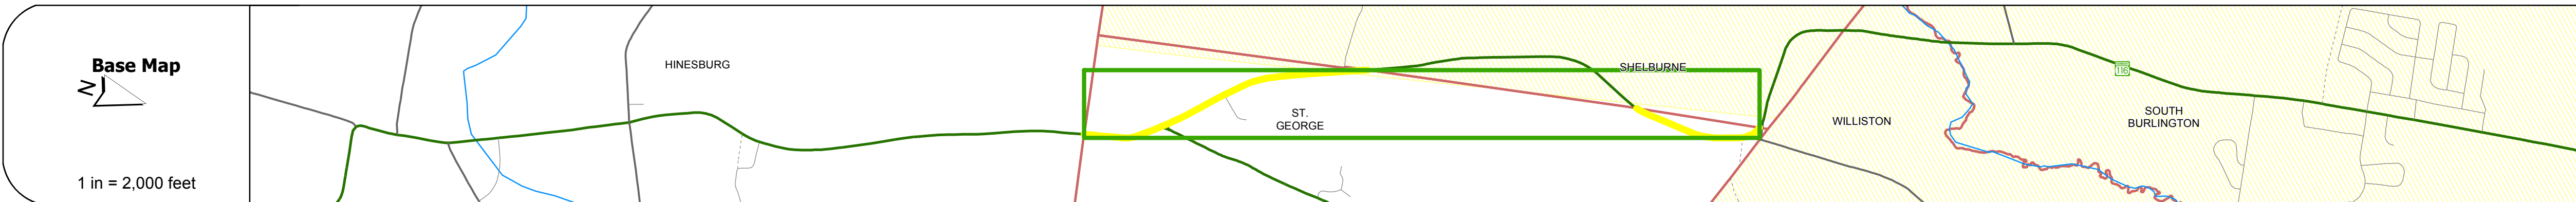 Base Map
N
1 in = 2,000 feet
HINESBURG
ST.
GEORGE
SHELBURNE
WILLISTON
116
SOUTH
BURLINGTON